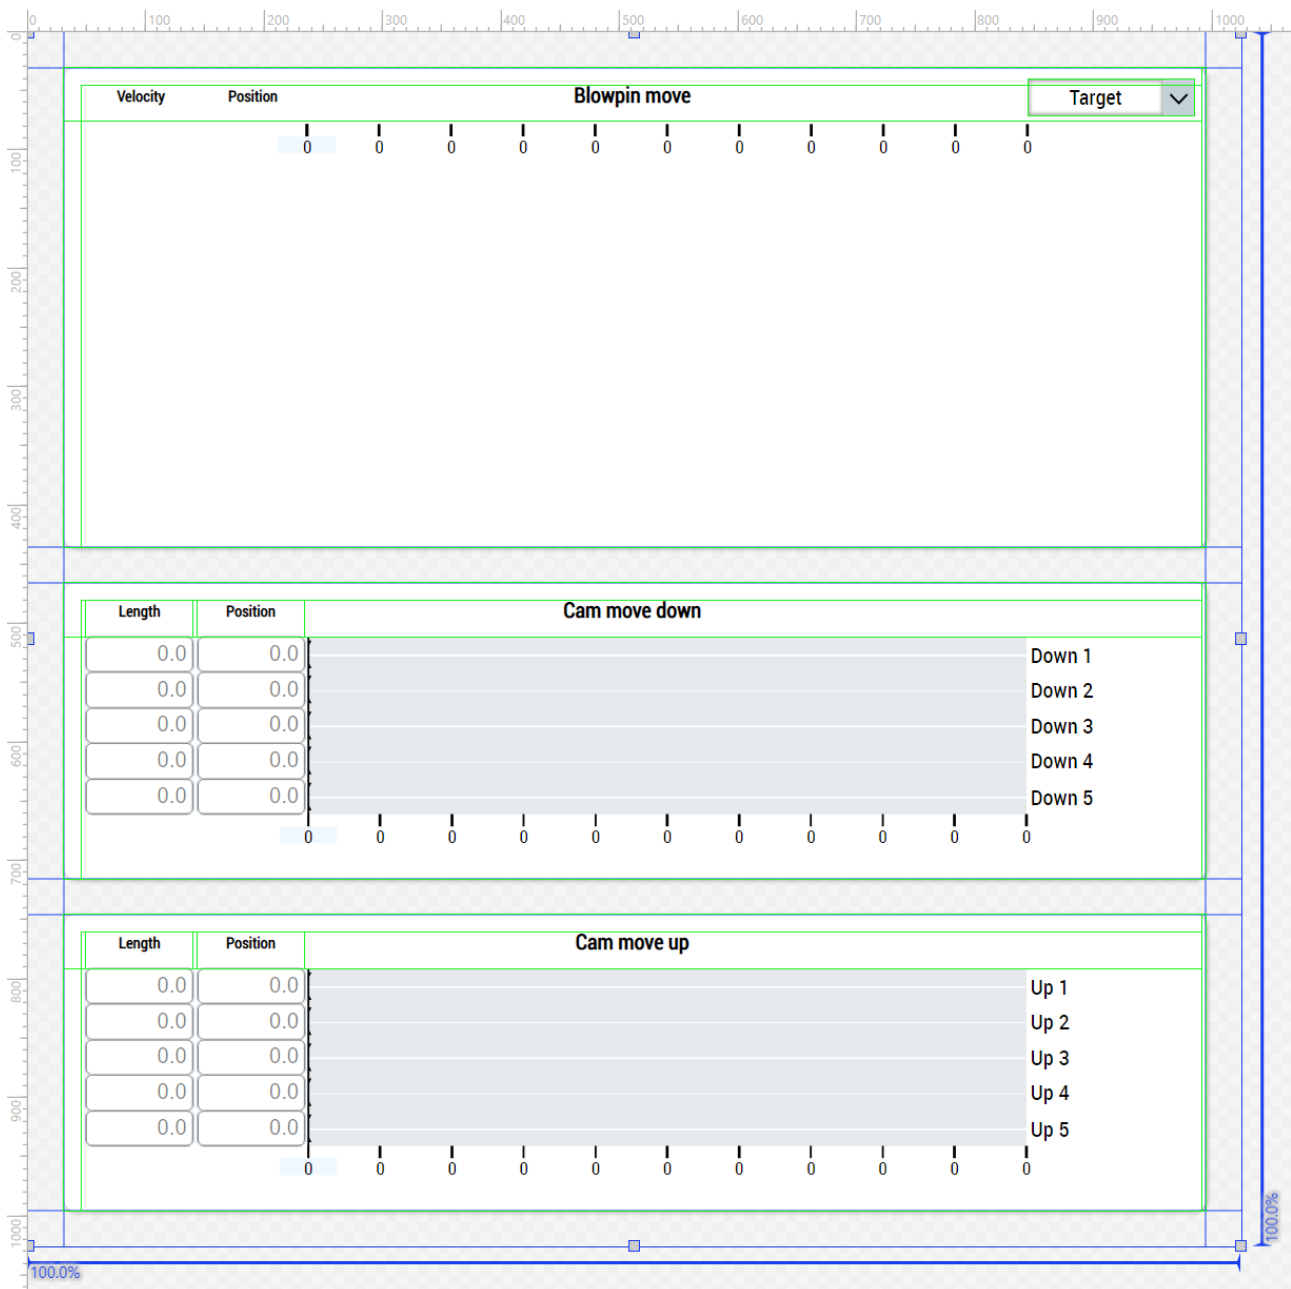 0 100 200 300 400 500 600 700 800 900 1000
0 100 200 300 400 500 600 700 800 900 1000
Velocity Position Blowpin move Target
0 0 0 0 0 0 0 0 0 0 0
Length Position Cam move down
0.0 0.0 Down 1
0.0 0.0 Down 2
0.0 0.0 Down 3
0.0 0.0 Down 4
0.0 0.0 Down 5
0 0 0 0 0 0 0 0 0 0 0
Length Position Cam move up
0.0 0.0 Up 1
0.0 0.0 Up 2
0.0 0.0 Up 3
0.0 0.0 Up 4
0.0 0.0 Up 5
0 0 0 0 0 0 0 0 0 0 0
100.0%
100.0%